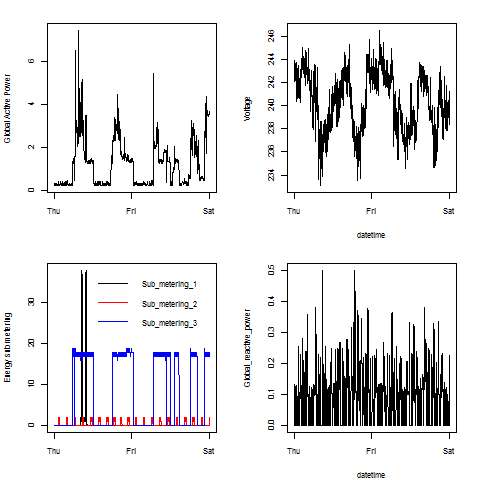 Global Active Power
0 2 4 6
Thu Fri Sat
Voltage
234 236 238 240 242 244 246
Thu Fri Sat
datetime
Energy sub metering
0 10 20 30
Sub_metering_1
Sub_metering_2
Sub_metering_3
Thu Fri Sat
Global_reactive_power
0.0 0.1 0.2 0.3 0.4 0.5
Thu Fri Sat
datetime